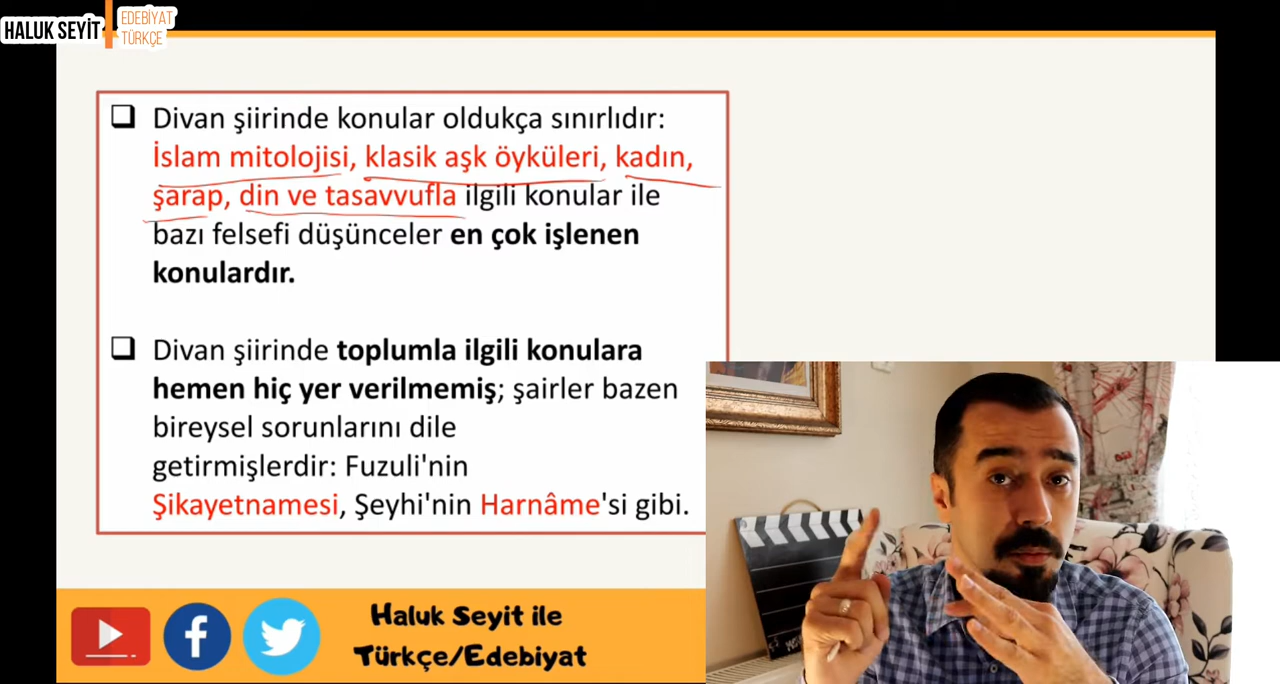 HALUK SEYİT
EDEBİYAT
TÜRKÇE
Divan şiirinde konular oldukça sınırlıdır:
İslam mitolojisi, klasik aşk öyküleri, kadın,
şarap, din ve tasavvufla ilgili konular ile
bazı felsefi düşünceler en çok işlenen
konulardır.
Divan şiirinde toplumla ilgili konulara
hemen hiç yer verilmemiş; şairler bazen
bireysel sorunlarını dile
getirmişlerdir: Fuzuli'nin
Şikayetnamesi, Şeyhi'nin Harnâme'si gibi.
Haluk Seyit ile
Türkçe/Edebiyat